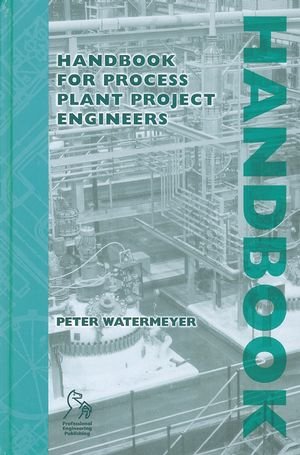 HANDBOOK
FOR PROCESS
PLANT PROJECT
ENGINEERS
HANDBOOK
PETER WATERMEYER
Professional
Engineering
Publishing